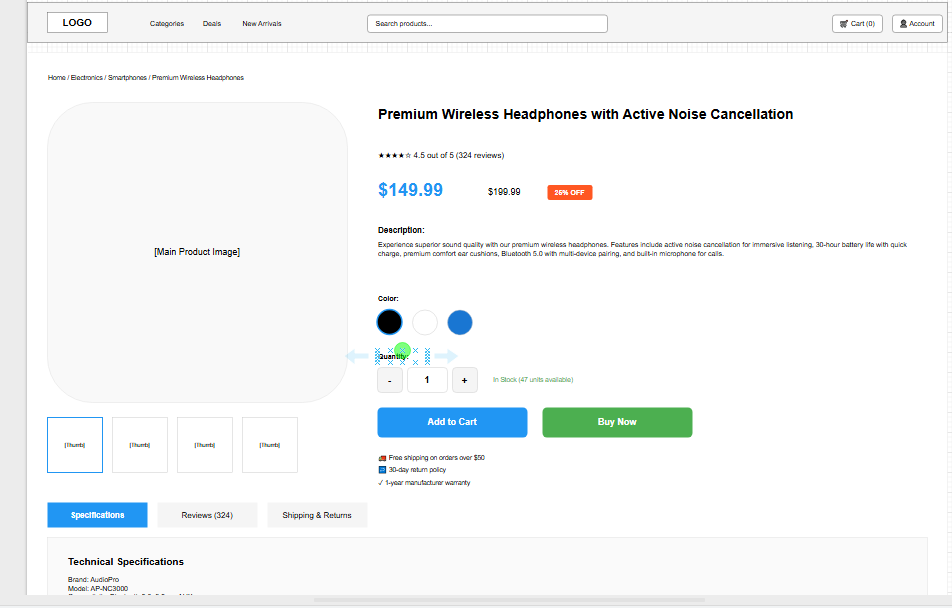 LOGO
Categories
Deals
New Arrivals
Search products...
Cart (0)
Account
Home / Electronics / Smartphones / Premium Wireless Headphones
[Main Product Image]
Premium Wireless Headphones with Active Noise Cancellation
★★★★☆ 4.5 out of 5 (324 reviews)
$149.99 $199.99
Description:
Experience superior sound quality with our premium wireless headphones. Features include active noise cancellation for immersive listening, 30-hour battery life with quick
charge, premium comfort ear cushions, Bluetooth 5.0 with multi-device pairing, and built-in microphone for calls.
Color:
Quantity:
- 1 + In Stock (47 units available)
Add to Cart
Buy Now
Free shipping on orders over $50
30-day return policy
✓ 1-year manufacturer warranty
[Thumb]
[Thumb]
[Thumb]
[Thumb]
Specifications
Reviews (324)
Shipping & Returns
Technical Specifications
Brand: AudioPro
Model: AP-NC3000